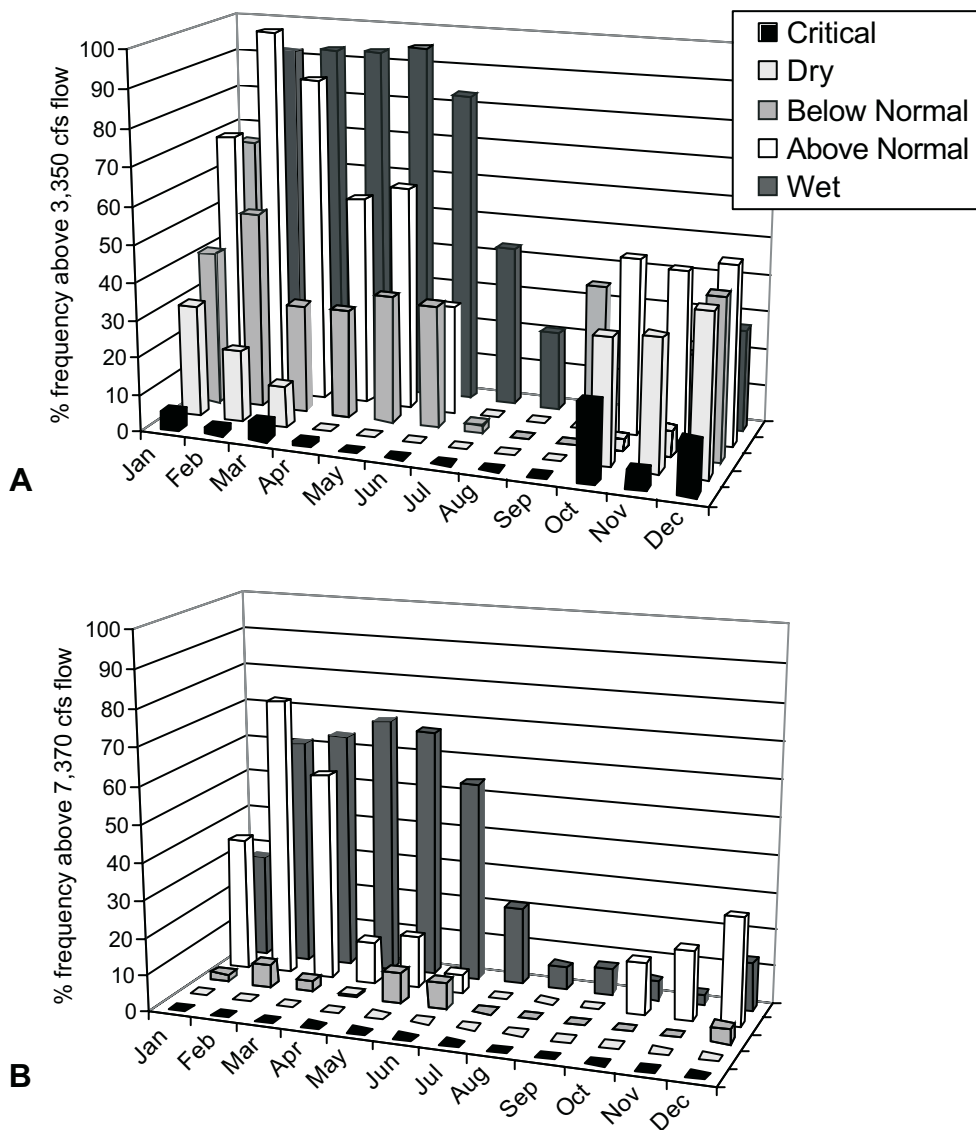 Critical
Dry
Below Normal
Above Normal
Wet
% frequency above 3,350 cfs flow
100
90
80
70
60
50
40
30
20
10
0
Jan
Feb
Mar
Apr
May
Jun
Jul
Aug
Sep
Oct
Nov
Dec
A
% frequency above 7,370 cfs flow
100
90
80
70
60
50
40
30
20
10
0
Jan
Feb
Mar
Apr
May
Jun
Jul
Aug
Sep
Oct
Nov
Dec
B